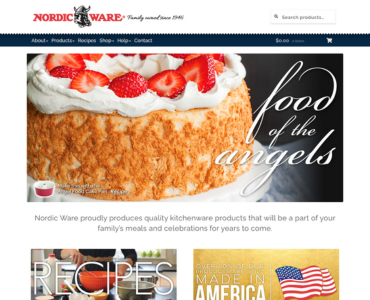 NORDIC WARE
Family owned since 1946
Search products...
About
Products
Recipes
Shop
Help
Contact
$0.00
food
of the
angels
Nordic Ware proudly produces quality kitchenware products that will be a part of your
family's meals and celebrations for years to come.
RECIPES
MADE IN
AMERICA